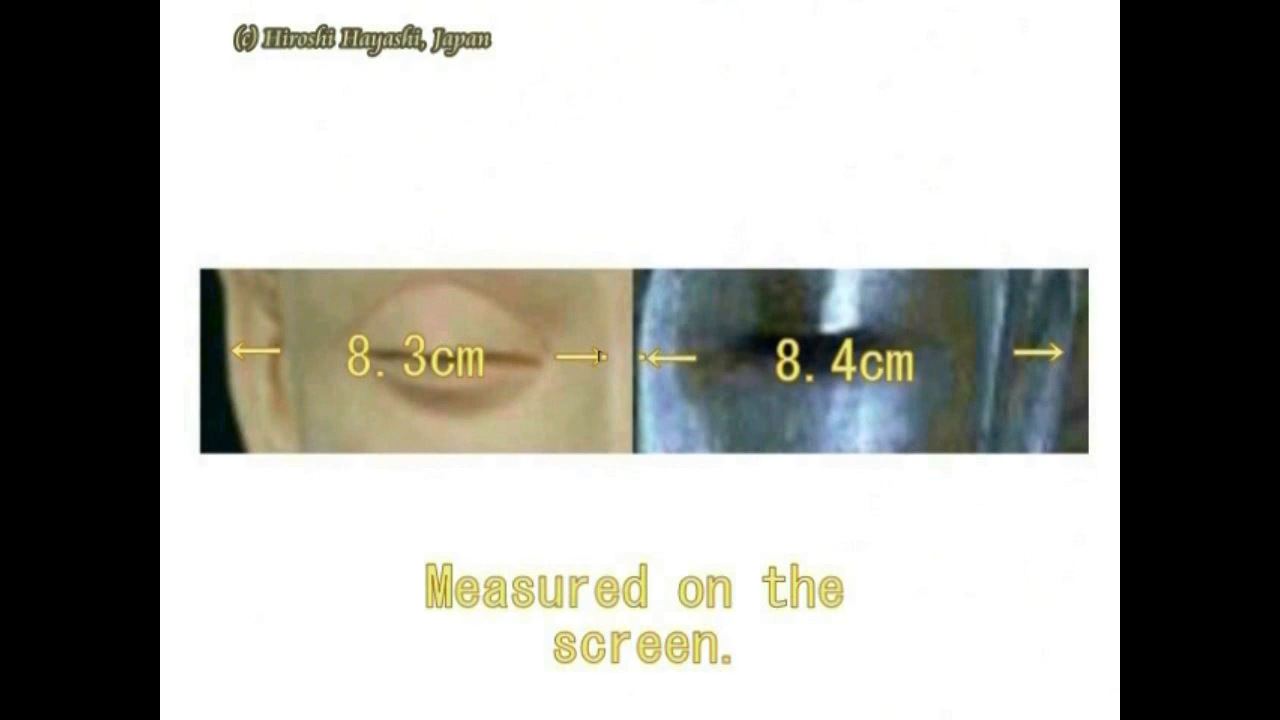 (c) Hiroshi Hayashi, Japan
←8.3cm→
←8.4cm→
Measured on the
screen.